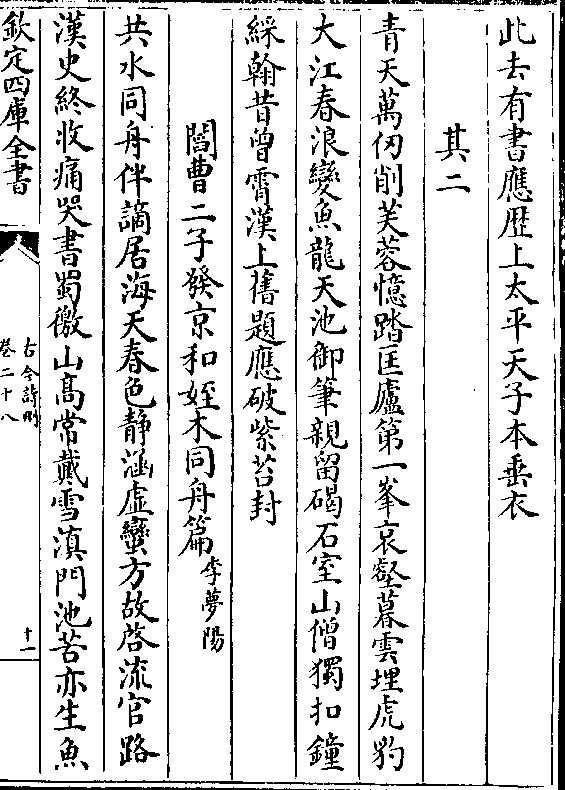 此去有書應歴上太平天子本垂衣
其二
青天萬仞削芙蓉憶踏匡廬第一峯哀壑暮雲埋虎豹
大江春浪變魚龍天池御筆親留碣石室山僧獨扣鐘
綵翰昔曾霄漢上舊題應破紫苔封
閻曹二子發京和姪木同舟篇李夢陽
共水同舟伴謫居海天春色靜涵虛蠻方故啓流官路
漢史終收痛哭書蜀徼山髙常戴雪滇門池苦亦生魚
欽定四庫全書
古今詩刪
卷二十八
十一